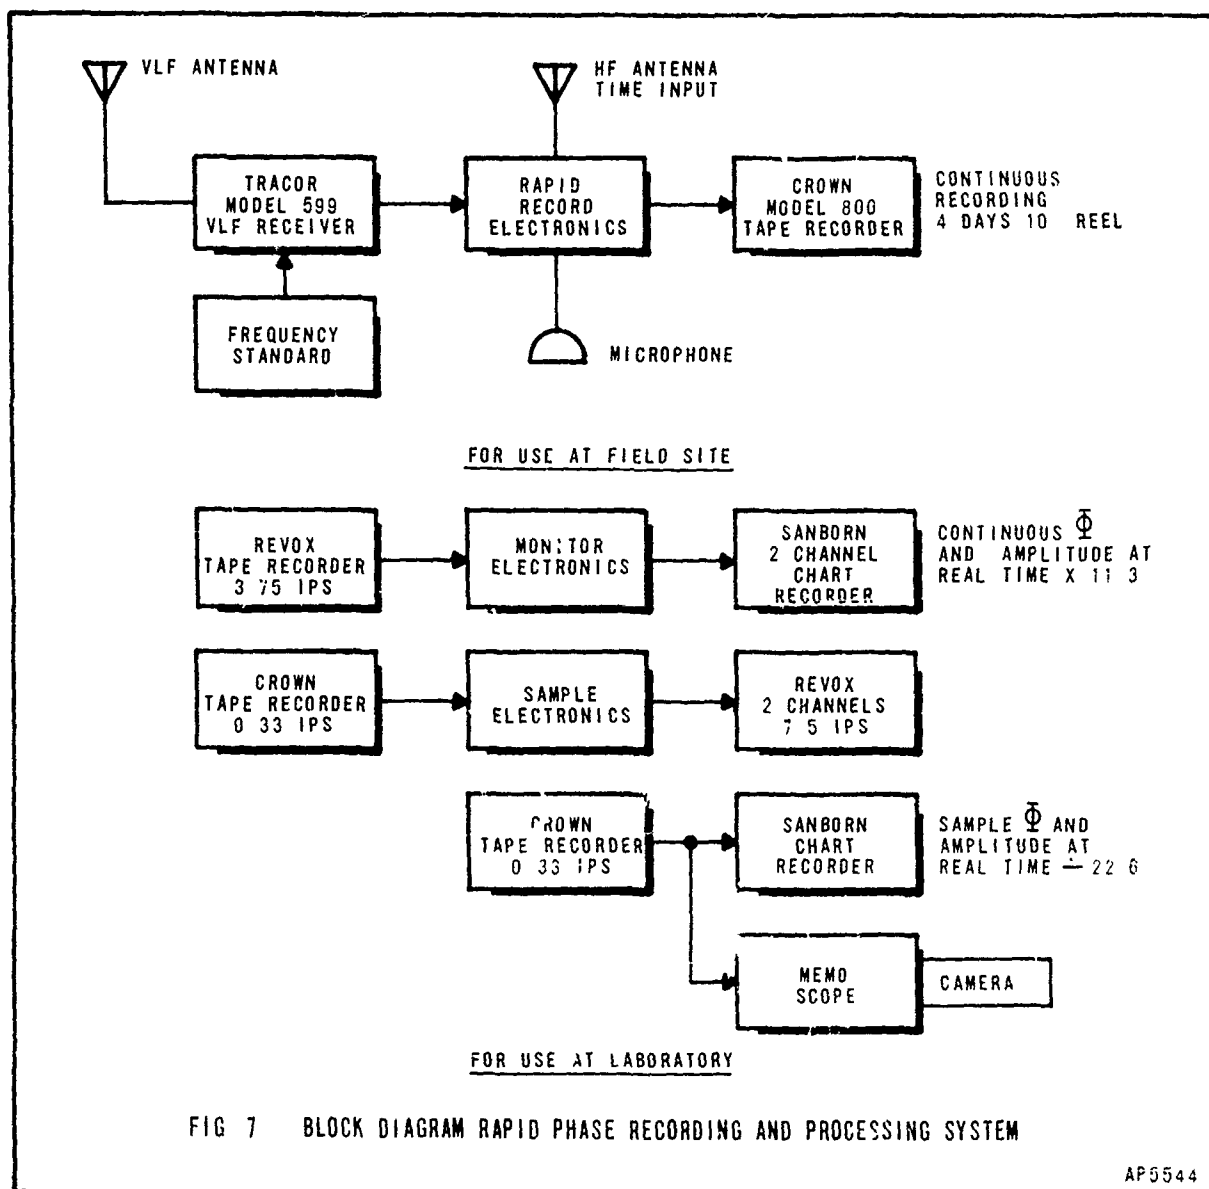 VLF ANTENNA
HF ANTENNA
TIME INPUT
TRACOR
MODEL 599
VLF RECEIVER
RAPID
RECORD
ELECTRONICS
CROWN
MODEL 800
TAPE RECORDER
CONTINUOUS
RECORDING
4 DAYS 10 REEL
FREQUENCY
STANDARD
MICROPHONE
FOR USE AT FIELD SITE
REVOX
TAPE RECORDER
3 75 IPS
MONITOR
ELECTRONICS
SANBORN
2 CHANNEL
CHART
RECORDER
CONTINUOUS Φ
AND AMPLITUDE AT
REAL TIME X 11 3
CROWN
TAPE RECORDER
0 33 IPS
SAMPLE
ELECTRONICS
REVOX
2 CHANNELS
7 5 IPS
CROWN
TAPE RECORDER
0 33 IPS
SANBORN
CHART
RECORDER
SAMPLE Φ AND
AMPLITUDE AT
REAL TIME ÷ 22 6
MEMO
SCOPE
CAMERA
FOR USE AT LABORATORY
FIG 7 BLOCK DIAGRAM RAPID PHASE RECORDING AND PROCESSING SYSTEM
AP5544